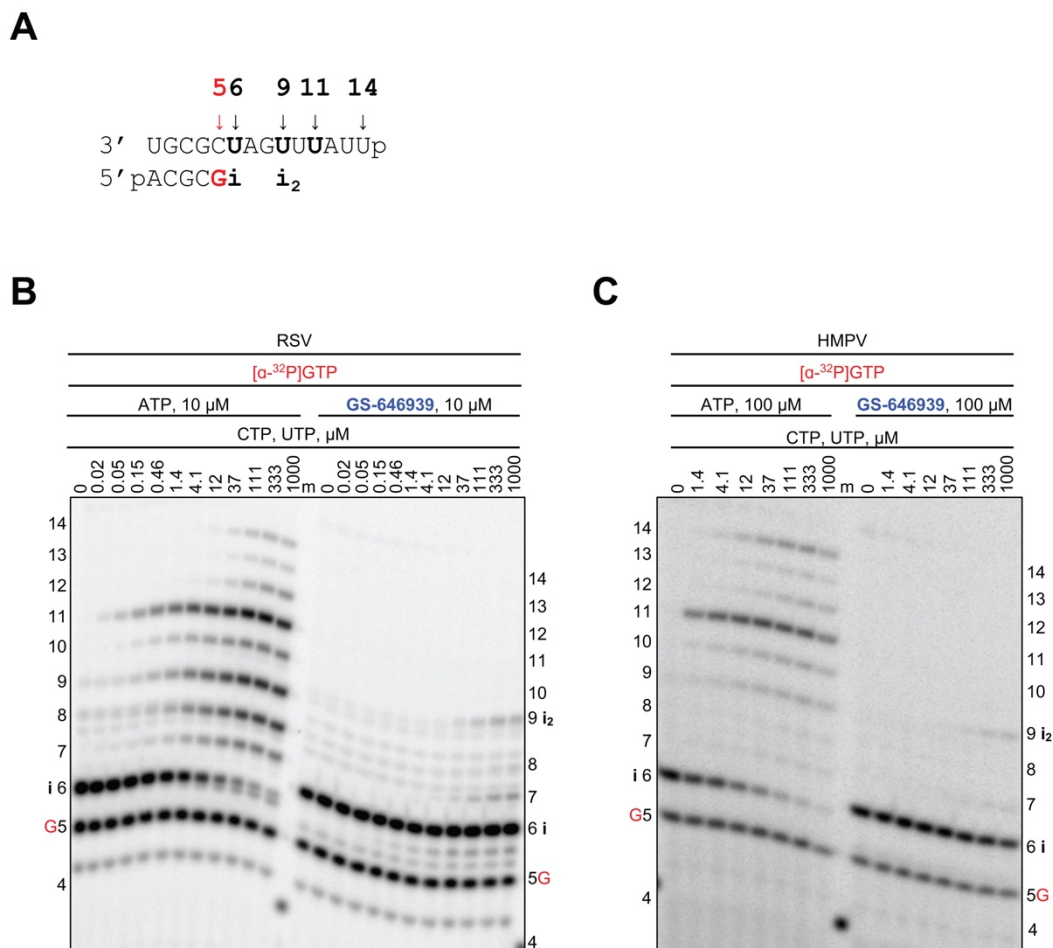 A
5 6 9 11 14
↓ ↓ ↓ ↓ ↓
3′ UGCGCUAGUUUAUUp
5′pACGCGi i₂
B
RSV
[α-³²P]GTP
ATP, 10 µM GS-646939, 10 µM
CTP, UTP, µM
0 0.02 0.05 0.15 0.46 1.4 4.1 12 37 111 333 1000 m 0 0.02 0.05 0.15 0.46 1.4 4.1 12 37 111 333 1000
14
13
12
11
10
9
8
7
i 6
G5
4
14
13
12
11
10
9 i₂
8
7
6 i
5G
4
C
HMPV
[α-³²P]GTP
ATP, 100 µM GS-646939, 100 µM
CTP, UTP, µM
0 1.4 4.1 12 37 111 333 1000 m 0 1.4 4.1 12 37 111 333 1000
14
13
12
11
10
9
8
7
i 6
G5
4
14
13
12
11
10
9 i₂
8
7
6 i
5G
4